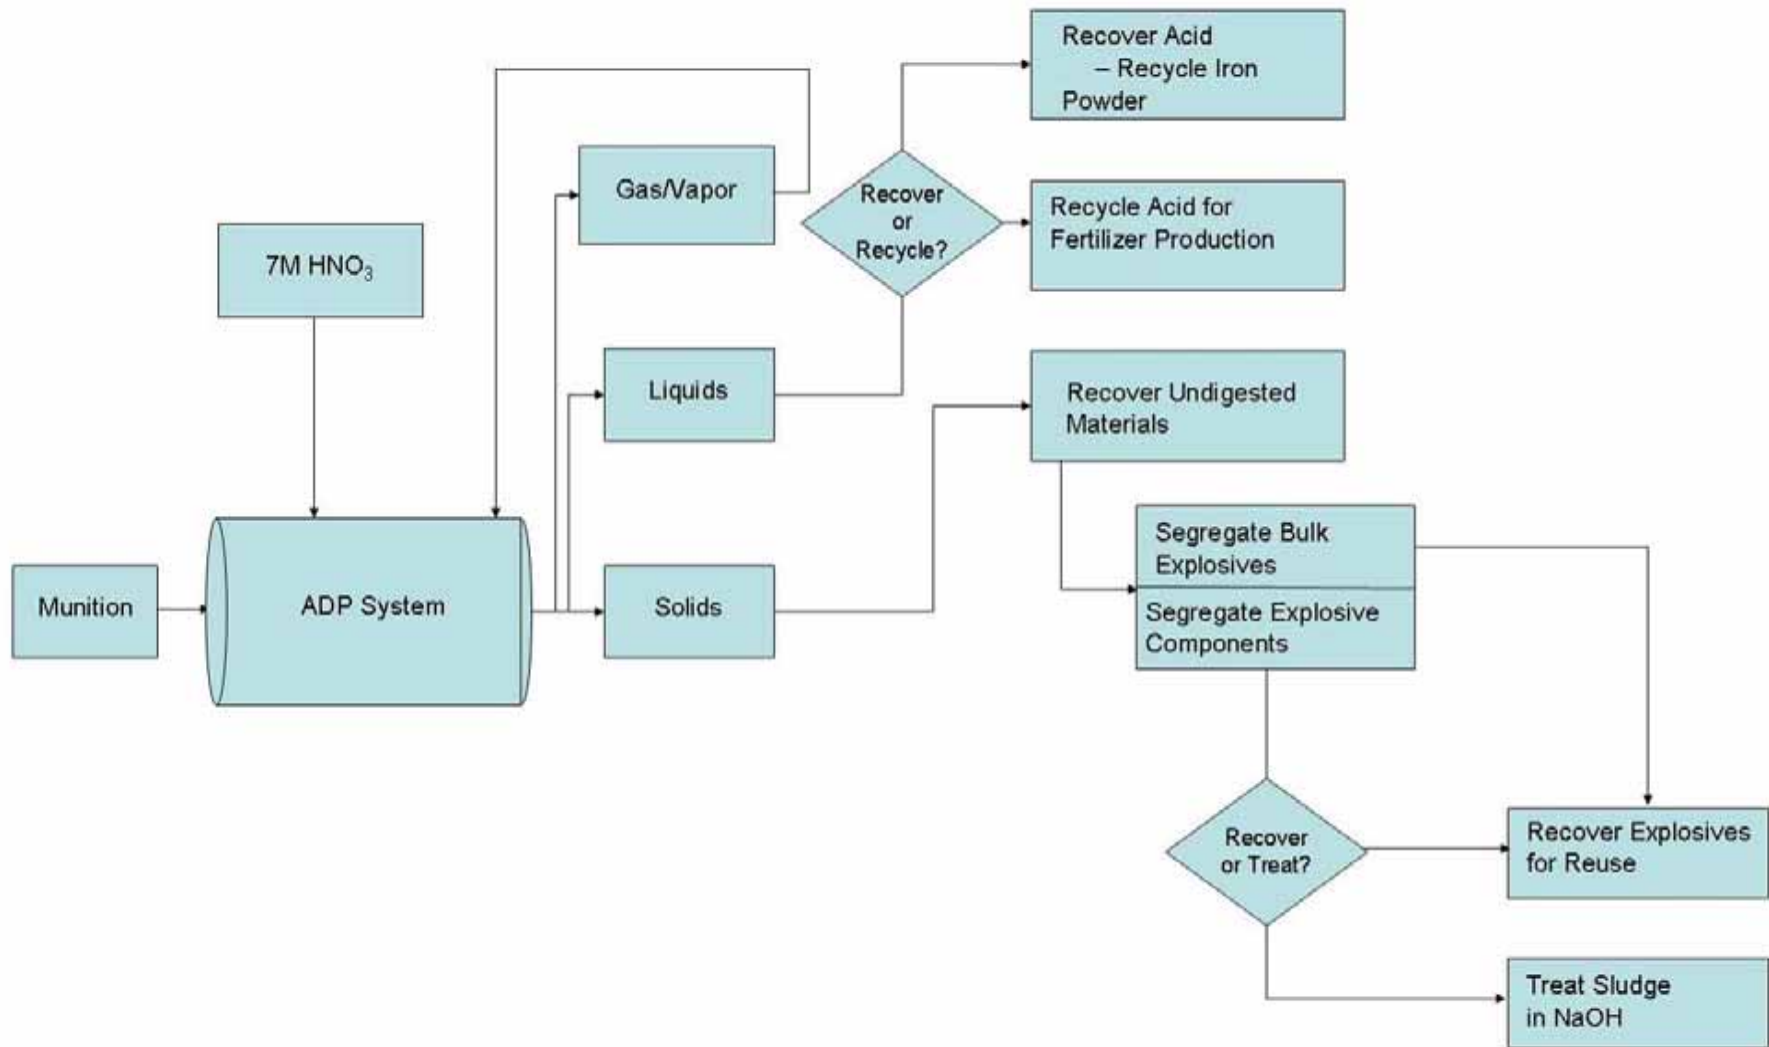 Recover Acid
– Recycle Iron
Powder
Gas/Vapor
Recover
or
Recycle?
Recycle Acid for
Fertilizer Production
7M HNO₃
Liquids
Recover Undigested
Materials
Segregate Bulk
Explosives
Munition
ADP System
Solids
Segregate Explosive
Components
Recover
or Treat?
Recover Explosives
for Reuse
Treat Sludge
in NaOH